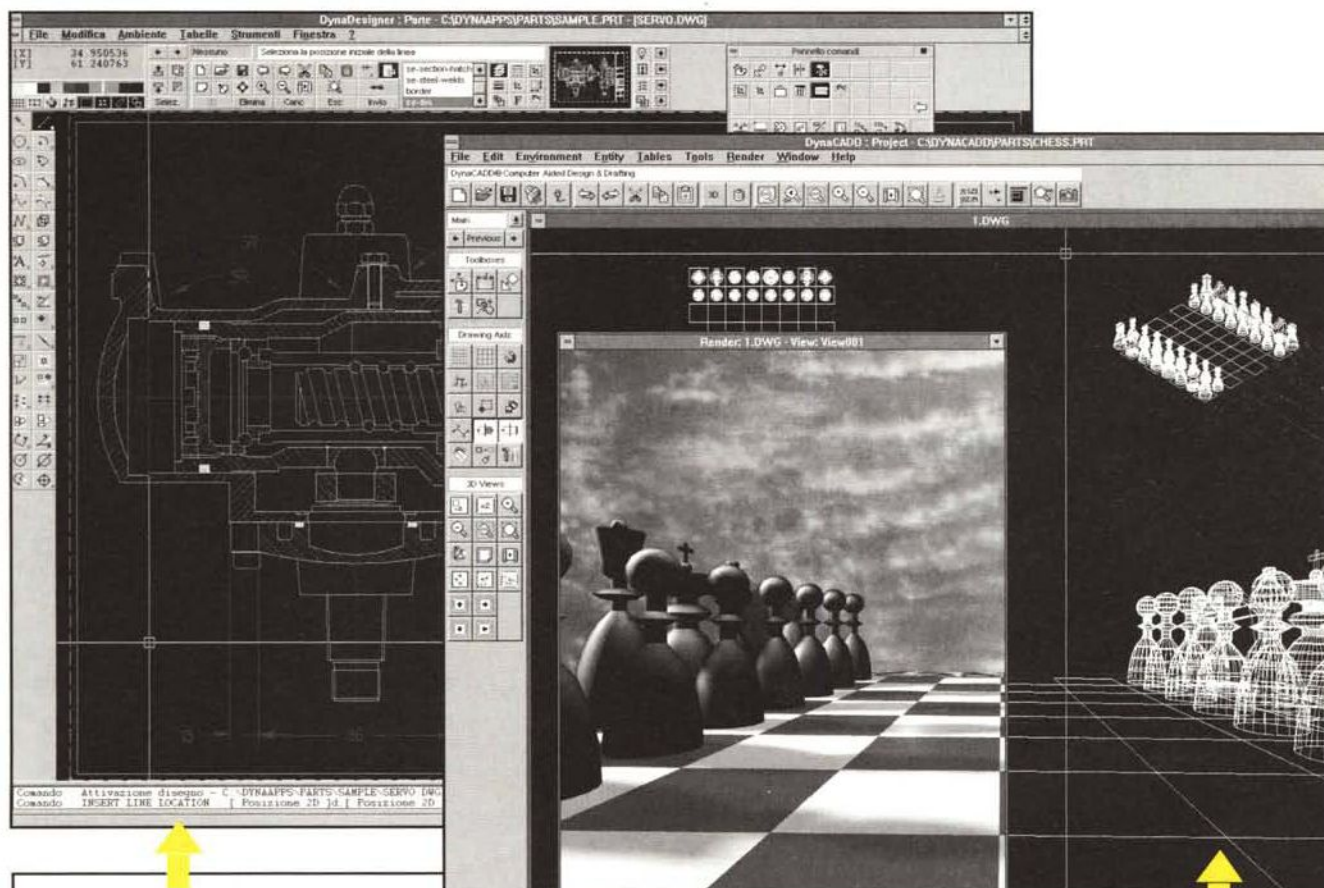 DynaDesigner : Parte - C:\DYNAAPPS\PARTS\SAMPLE.PRT - [SERVO.DWG]
File Modifica Ambiente Tabelle Strumenti Finestra ?
[X] 34.950536
[Y] 61.240763
Nessuno
Seleziona la posizione iniziale della linea
se-section-hatch
se-steel-welds
border
Selez.
Elimina Canc Esc Invio
Pannello comandi
Comando Attivazione disegno - C:\DYNAAPPS\PARTS\SAMPLE\SERVO.DWG
Comando INSERT LINE LOCATION [ Posizione 2D ]d [ Posizione 2D
DynaCADD : Project - C:\DYNACADD\PARTS\CHESS.PRT
File Edit Environment Entity Tables Tools Render Window Help
DynaCADD® Computer Aided Design & Drafting
Main
Previous
Toolboxes
Drawing Aids
3D Views
1.DWG
Render: 1.DWG - View: View001